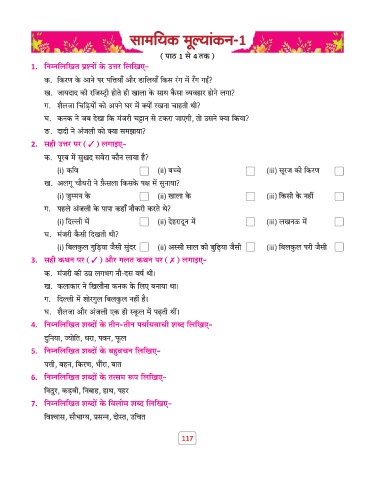 सामयिक मूल्यांकन-1
( पाठ 1 से 4 तक )
1. निम्नलिखित प्रश्नों के उत्तर लिखिए-
क. किरण के आने पर पत्तियाँ और डालियाँ किस रंग में रँग गईं?
ख. जायदाद की रजिस्ट्री होते ही खाला के साथ कैसा व्यवहार होने लगा?
ग. शैलजा चिड़ियों को अपने घर में क्यों रखना चाहती थी?
घ. कनक ने जब देखा कि मंजरी चट्टान से टकरा जाएगी, तो उसने क्या किया?
ङ. दादी ने अंजली को क्या समझाया?
2. सही उत्तर पर ( ✓ ) लगाइए-
क. पूरब में सुखद सवेरा कौन लाया है?
(i) कवि (ii) बच्चे (iii) सूरज की किरण
ख. अलगू चौधरी ने फ़ैसला किसके पक्ष में सुनाया?
(i) जुम्मन के (ii) खाला के (iii) किसी के नहीं
ग. पहले अंजली के पापा कहाँ नौकरी करते थे?
(i) दिल्ली में (ii) देहरादून में (iii) लखनऊ में
घ. मंजरी कैसी दिखती थी?
(i) बिलकुल गुड़िया जैसी सुंदर (ii) अस्सी साल की बुढ़िया जैसी (iii) बिलकुल परी जैसी
3. सही कथन पर ( ✓ ) और गलत कथन पर ( ✗ ) लगाइए-
क. मंजरी की उम्र लगभग नौ-दस वर्ष थी।
ख. कलाकार ने खिलौना कनक के लिए बनाया था।
ग. दिल्ली में शोरगुल बिलकुल नहीं है।
घ. शैलजा और अंजली एक ही स्कूल में पढ़ती थीं।
4. निम्नलिखित शब्दों के तीन-तीन पर्यायवाची शब्द लिखिए-
दुनिया, ज्योति, धरा, पवन, फूल
5. निम्नलिखित शब्दों के बहुवचन लिखिए-
पत्ती, बहन, किरण, भौंरा, बात
6. निम्नलिखित शब्दों के तत्सम रूप लिखिए-
निठुर, कड़वी, निबाह, हाथ, पहर
7. निम्नलिखित शब्दों के विलोम शब्द लिखिए-
विश्वास, सौभाग्य, प्रसन्न, दोस्त, उचित
117